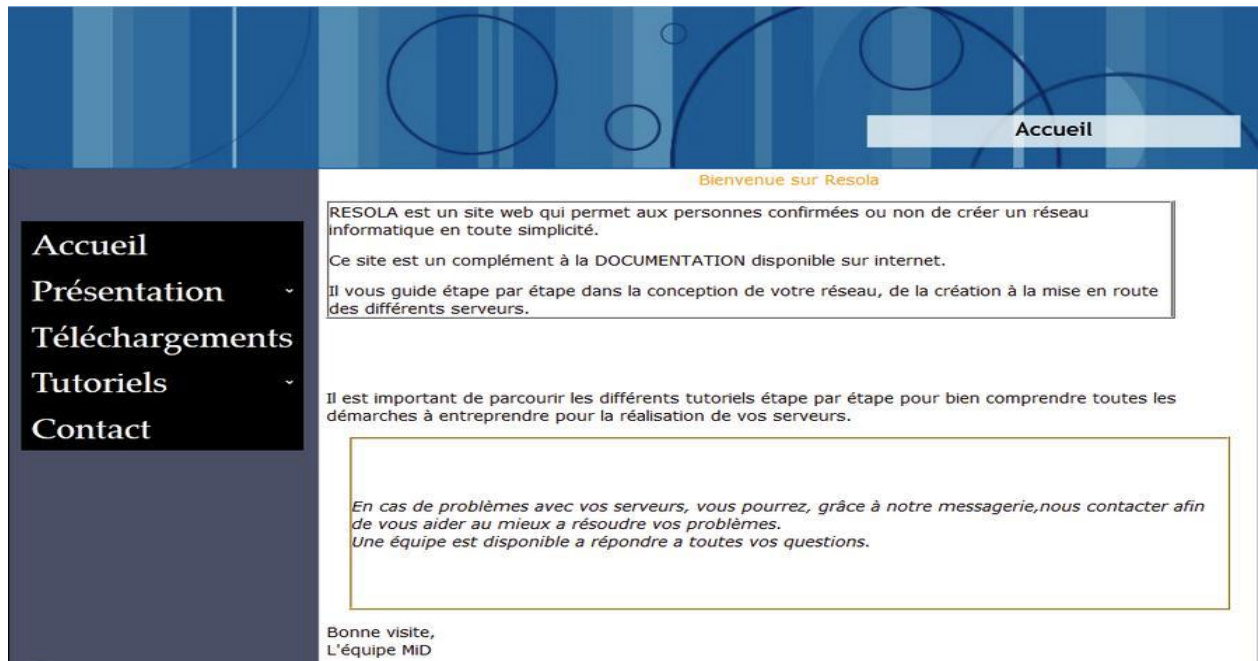 Accueil
Bienvenue sur Resola
Accueil
Présentation
Téléchargements
Tutoriels
Contact
RESOLA est un site web qui permet aux personnes confirmées ou non de créer un réseau
informatique en toute simplicité.
Ce site est un complément à la DOCUMENTATION disponible sur internet.
Il vous guide étape par étape dans la conception de votre réseau, de la création à la mise en route
des différents serveurs.
Il est important de parcourir les différents tutoriels étape par étape pour bien comprendre toutes les
démarches à entreprendre pour la réalisation de vos serveurs.
En cas de problèmes avec vos serveurs, vous pourrez, grâce à notre messagerie,nous contacter afin
de vous aider au mieux a résoudre vos problèmes.
Une équipe est disponible a répondre a toutes vos questions.
Bonne visite,
L'équipe MiD